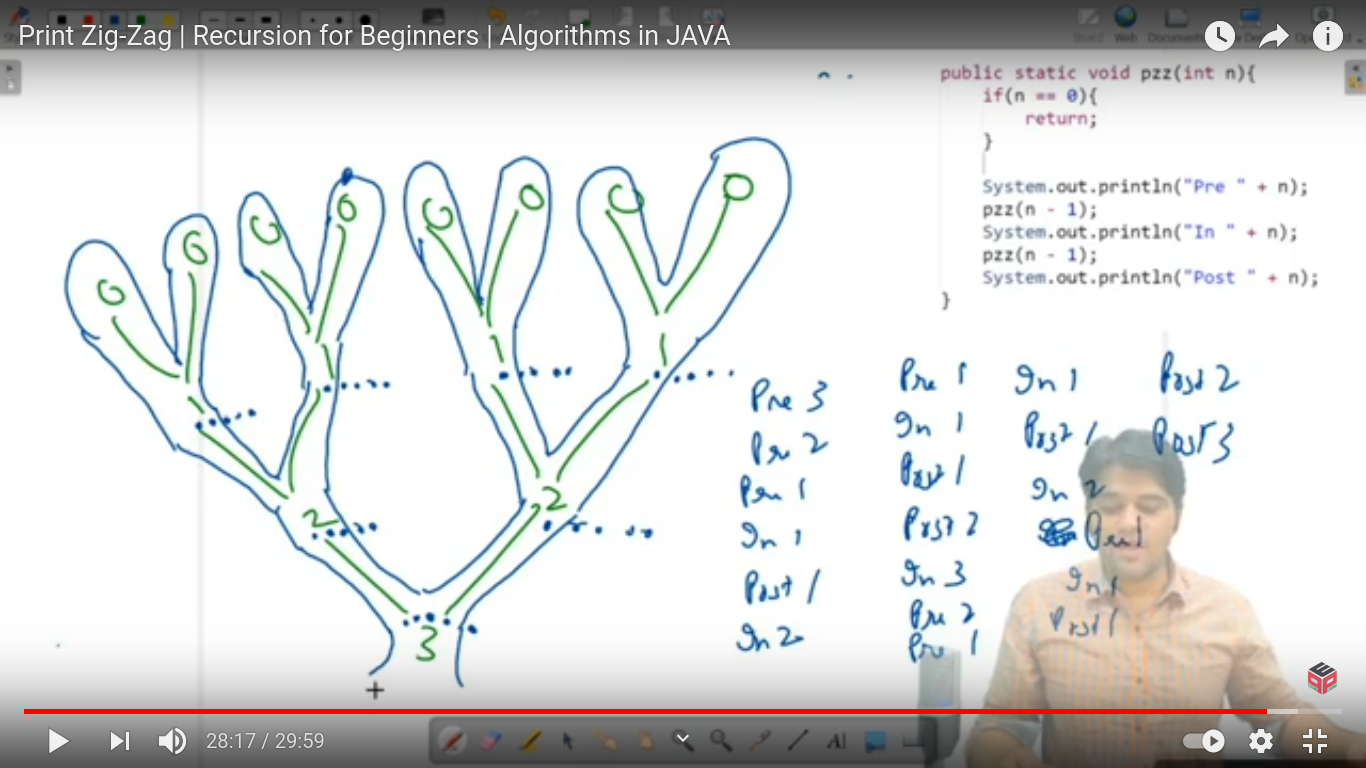 Print Zig-Zag | Recursion for Beginners | Algorithms in JAVA
public static void pzz(int n){
if(n == 0){
return;
}
System.out.println("Pre " + n);
pzz(n - 1);
System.out.println("In " + n);
pzz(n - 1);
System.out.println("Post " + n);
}
0 0 0 0 0 0 0 0
1 1 1 1
2 2
3
Pre 3
Pre 2
Pre 1
In 1
Post 1
In 2
Pre 1
In 1
Post 1
Post 2
In 3
Pre 2
Pre 1
In 1
Post 1
In 2
Pre 1
In 1
Post 1
Post 2
Post 3
28:17 / 29:59